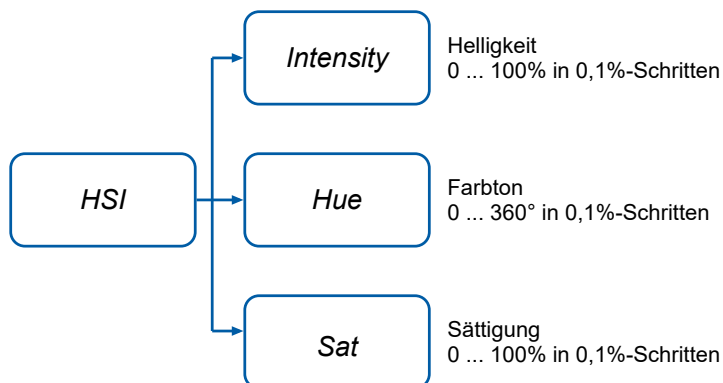 Intensity
Helligkeit
0 ... 100% in 0,1%-Schritten
HSI
Hue
Farbton
0 ... 360° in 0,1%-Schritten
Sat
Sättigung
0 ... 100% in 0,1%-Schritten